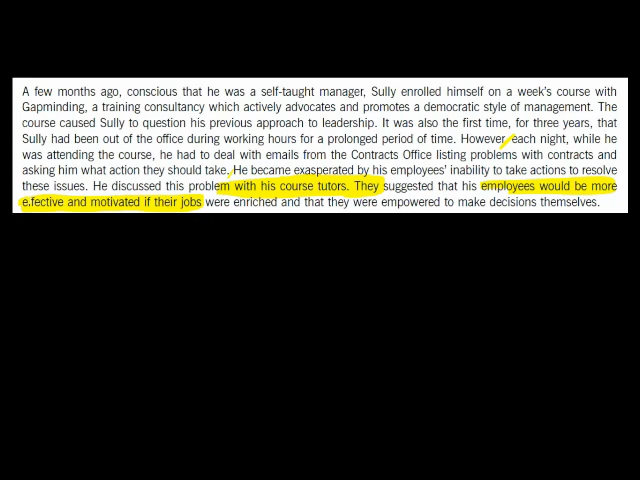 A few months ago, conscious that he was a self-taught manager, Sully enrolled himself on a week's course with
Gapminding, a training consultancy which actively advocates and promotes a democratic style of management. The
course caused Sully to question his previous approach to leadership. It was also the first time, for three years, that
Sully had been out of the office during working hours for a prolonged period of time. However, each night, while he
was attending the course, he had to deal with emails from the Contracts Office listing problems with contracts and
asking him what action they should take. He became exasperated by his employees' inability to take actions to resolve
these issues. He discussed this problem with his course tutors. They suggested that his employees would be more
effective and motivated if their jobs were enriched and that they were empowered to make decisions themselves.